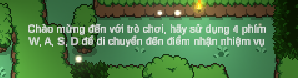 Chào mừng đến với trò chơi, hãy sử dụng 4 phím
W, A, S, D để di chuyển đến điểm nhận nhiệm vụ